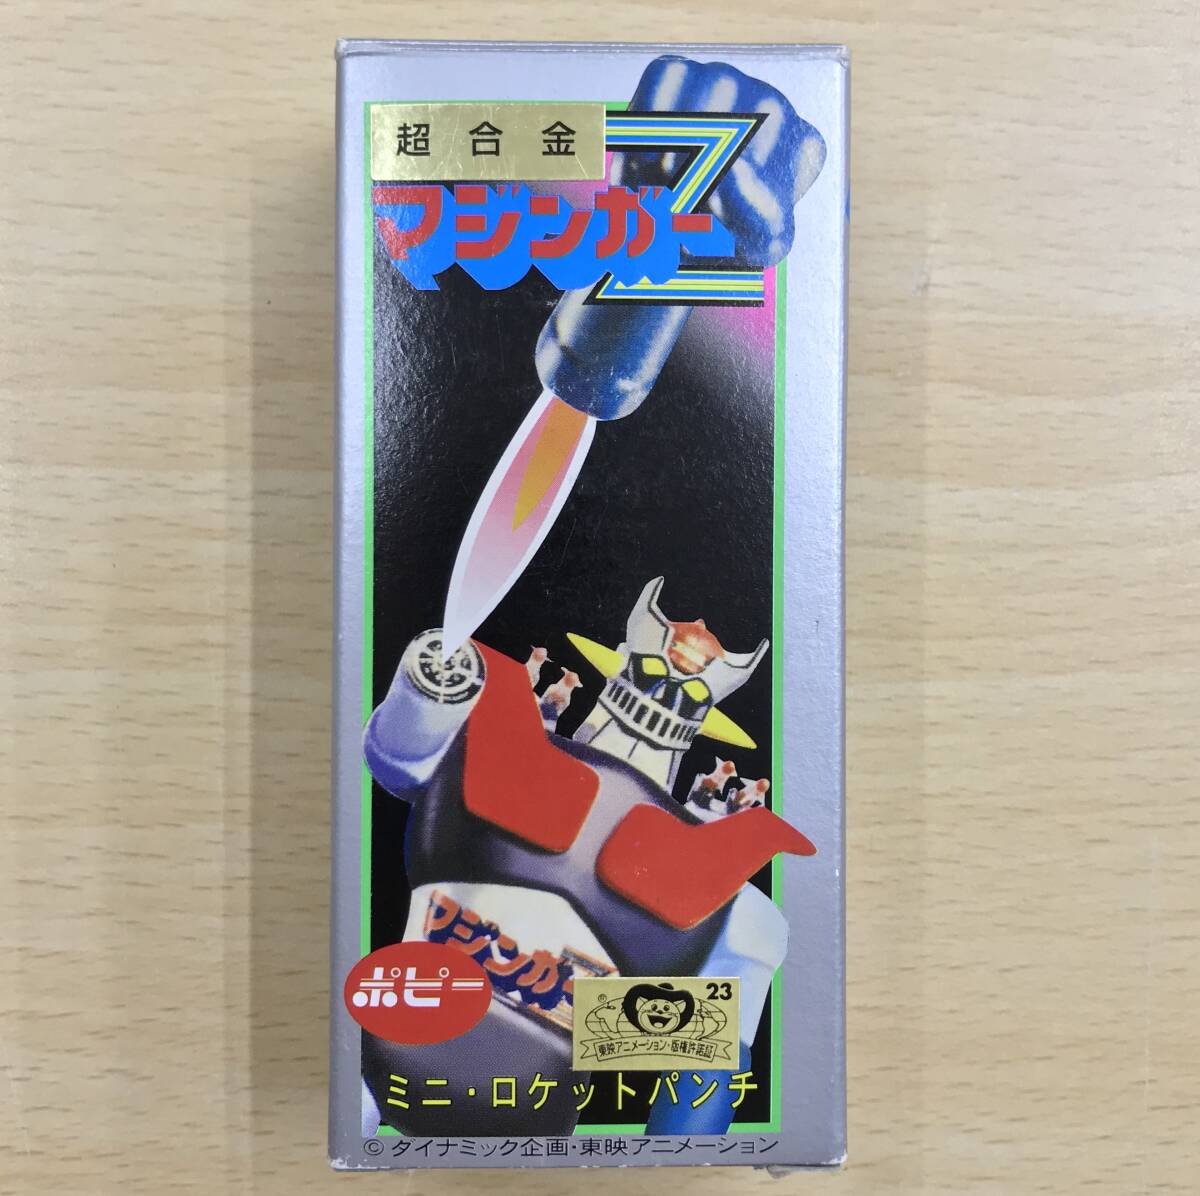 超合金
マジンガーZ
マジンガーZ
ポピー
23
®
東映アニメーション・版権許諾証
ミニ・ロケットパンチ
© ダイナミック企画・東映アニメーション